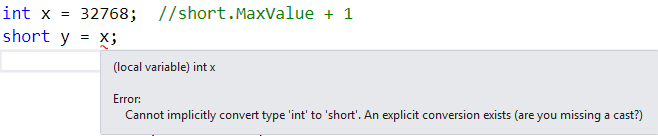 int x = 32768;  //short.MaxValue + 1
short y = x;
(local variable) int x
Error:
Cannot implicitly convert type 'int' to 'short'. An explicit conversion exists (are you missing a cast?)